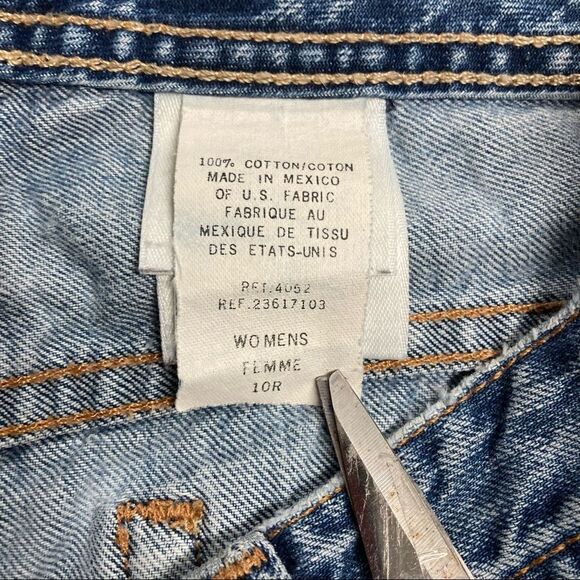 100% COTTON/COTON
MADE IN MEXICO
OF U.S. FABRIC
FABRIQUE AU
MEXIQUE DE TISSU
DES ETATS-UNIS
REF.4052
REF.23617103
WOMENS
FEMME
10R